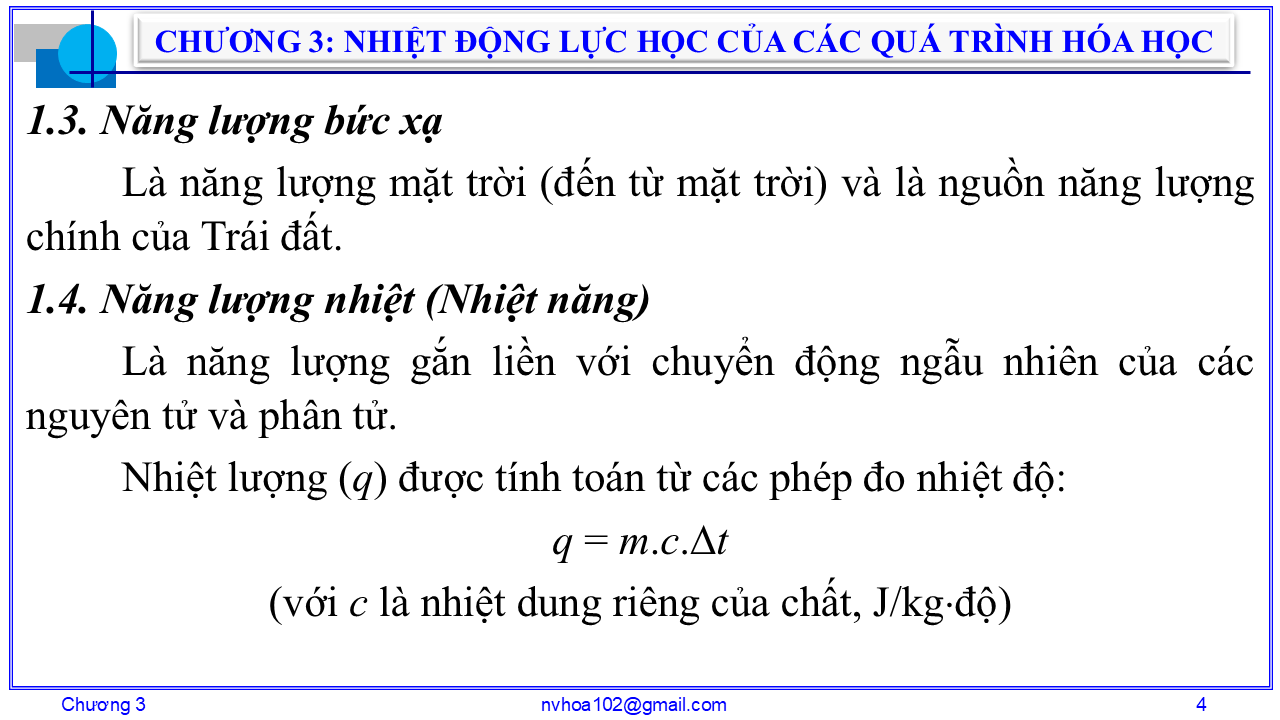 CHƯƠNG 3: NHIỆT ĐỘNG LỰC HỌC CỦA CÁC QUÁ TRÌNH HÓA HỌC
1.3. Năng lượng bức xạ
Là năng lượng mặt trời (đến từ mặt trời) và là nguồn năng lượng
chính của Trái đất.
1.4. Năng lượng nhiệt (Nhiệt năng)
Là năng lượng gắn liền với chuyển động ngẫu nhiên của các
nguyên tử và phân tử.
Nhiệt lượng (q) được tính toán từ các phép đo nhiệt độ:
q = m.c.Δt
(với c là nhiệt dung riêng của chất, J/kg·độ)
Chương 3
nvhoa102@gmail.com
4